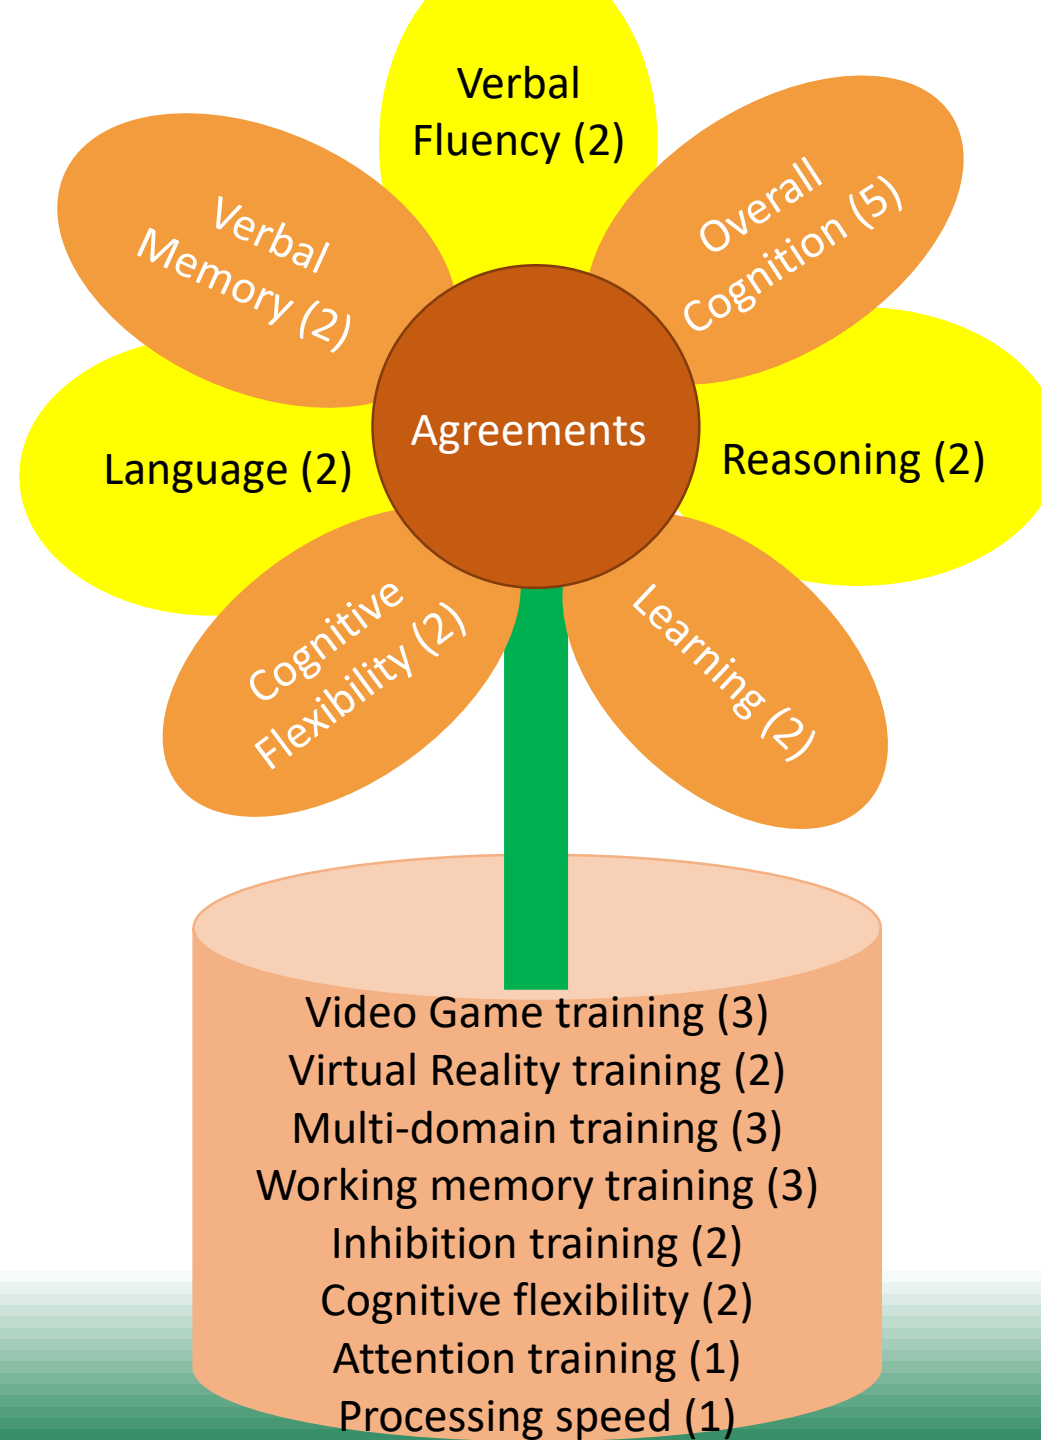 Verbal
Fluency (2)
Overall
Cognition (5)
Verbal
Memory (2)
Agreements
Language (2)
Reasoning (2)
Cognitive
Flexibility (2)
Learning (2)
Video Game training (3)
Virtual Reality training (2)
Multi-domain training (3)
Working memory training (3)
Inhibition training (2)
Cognitive flexibility (2)
Attention training (1)
Processing speed (1)